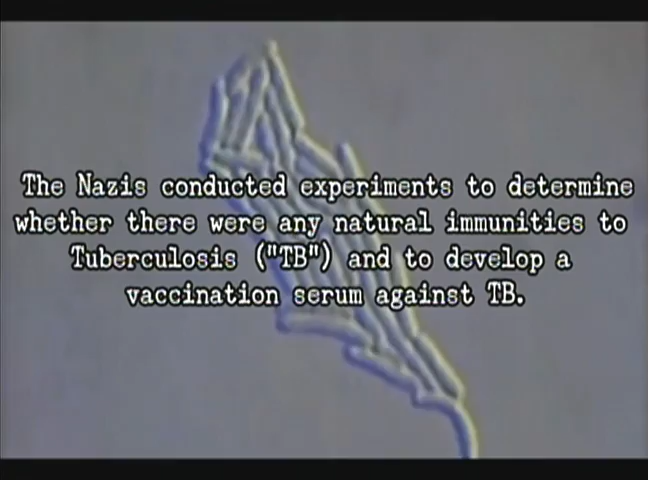 The Nazis conducted experiments to determine
whether there were any natural immunities to
Tuberculosis ("TB") and to develop a
vaccination serum against TB.